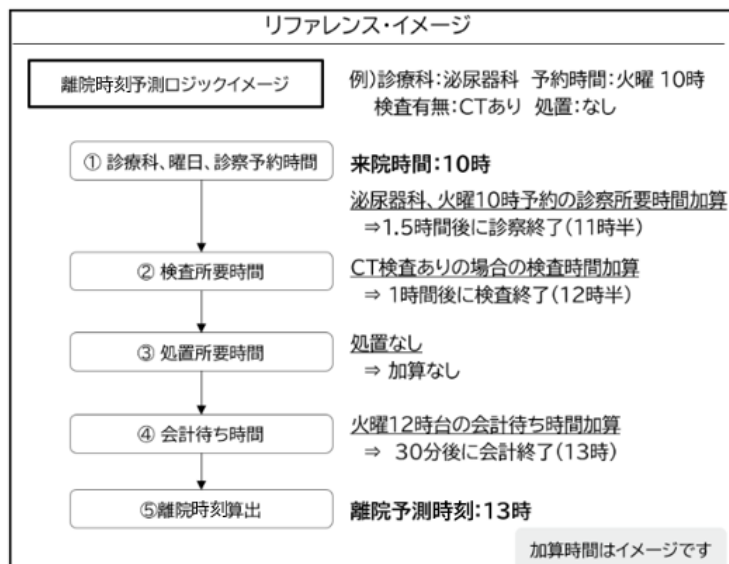 リファレンス・イメージ
離院時刻予測ロジックイメージ
例)診療科:泌尿器科 予約時間:火曜 10時
検査有無:CTあり 処置:なし
① 診療科、曜日、診察予約時間
来院時間:10時
泌尿器科、火曜10時予約の診察所要時間加算
⇒1.5時間後に診察終了(11時半)
② 検査所要時間
CT検査ありの場合の検査時間加算
⇒ 1時間後に検査終了(12時半)
③ 処置所要時間
処置なし
⇒ 加算なし
④ 会計待ち時間
火曜12時台の会計待ち時間加算
⇒ 30分後に会計終了(13時)
⑤離院時刻算出
離院予測時刻:13時
加算時間はイメージです